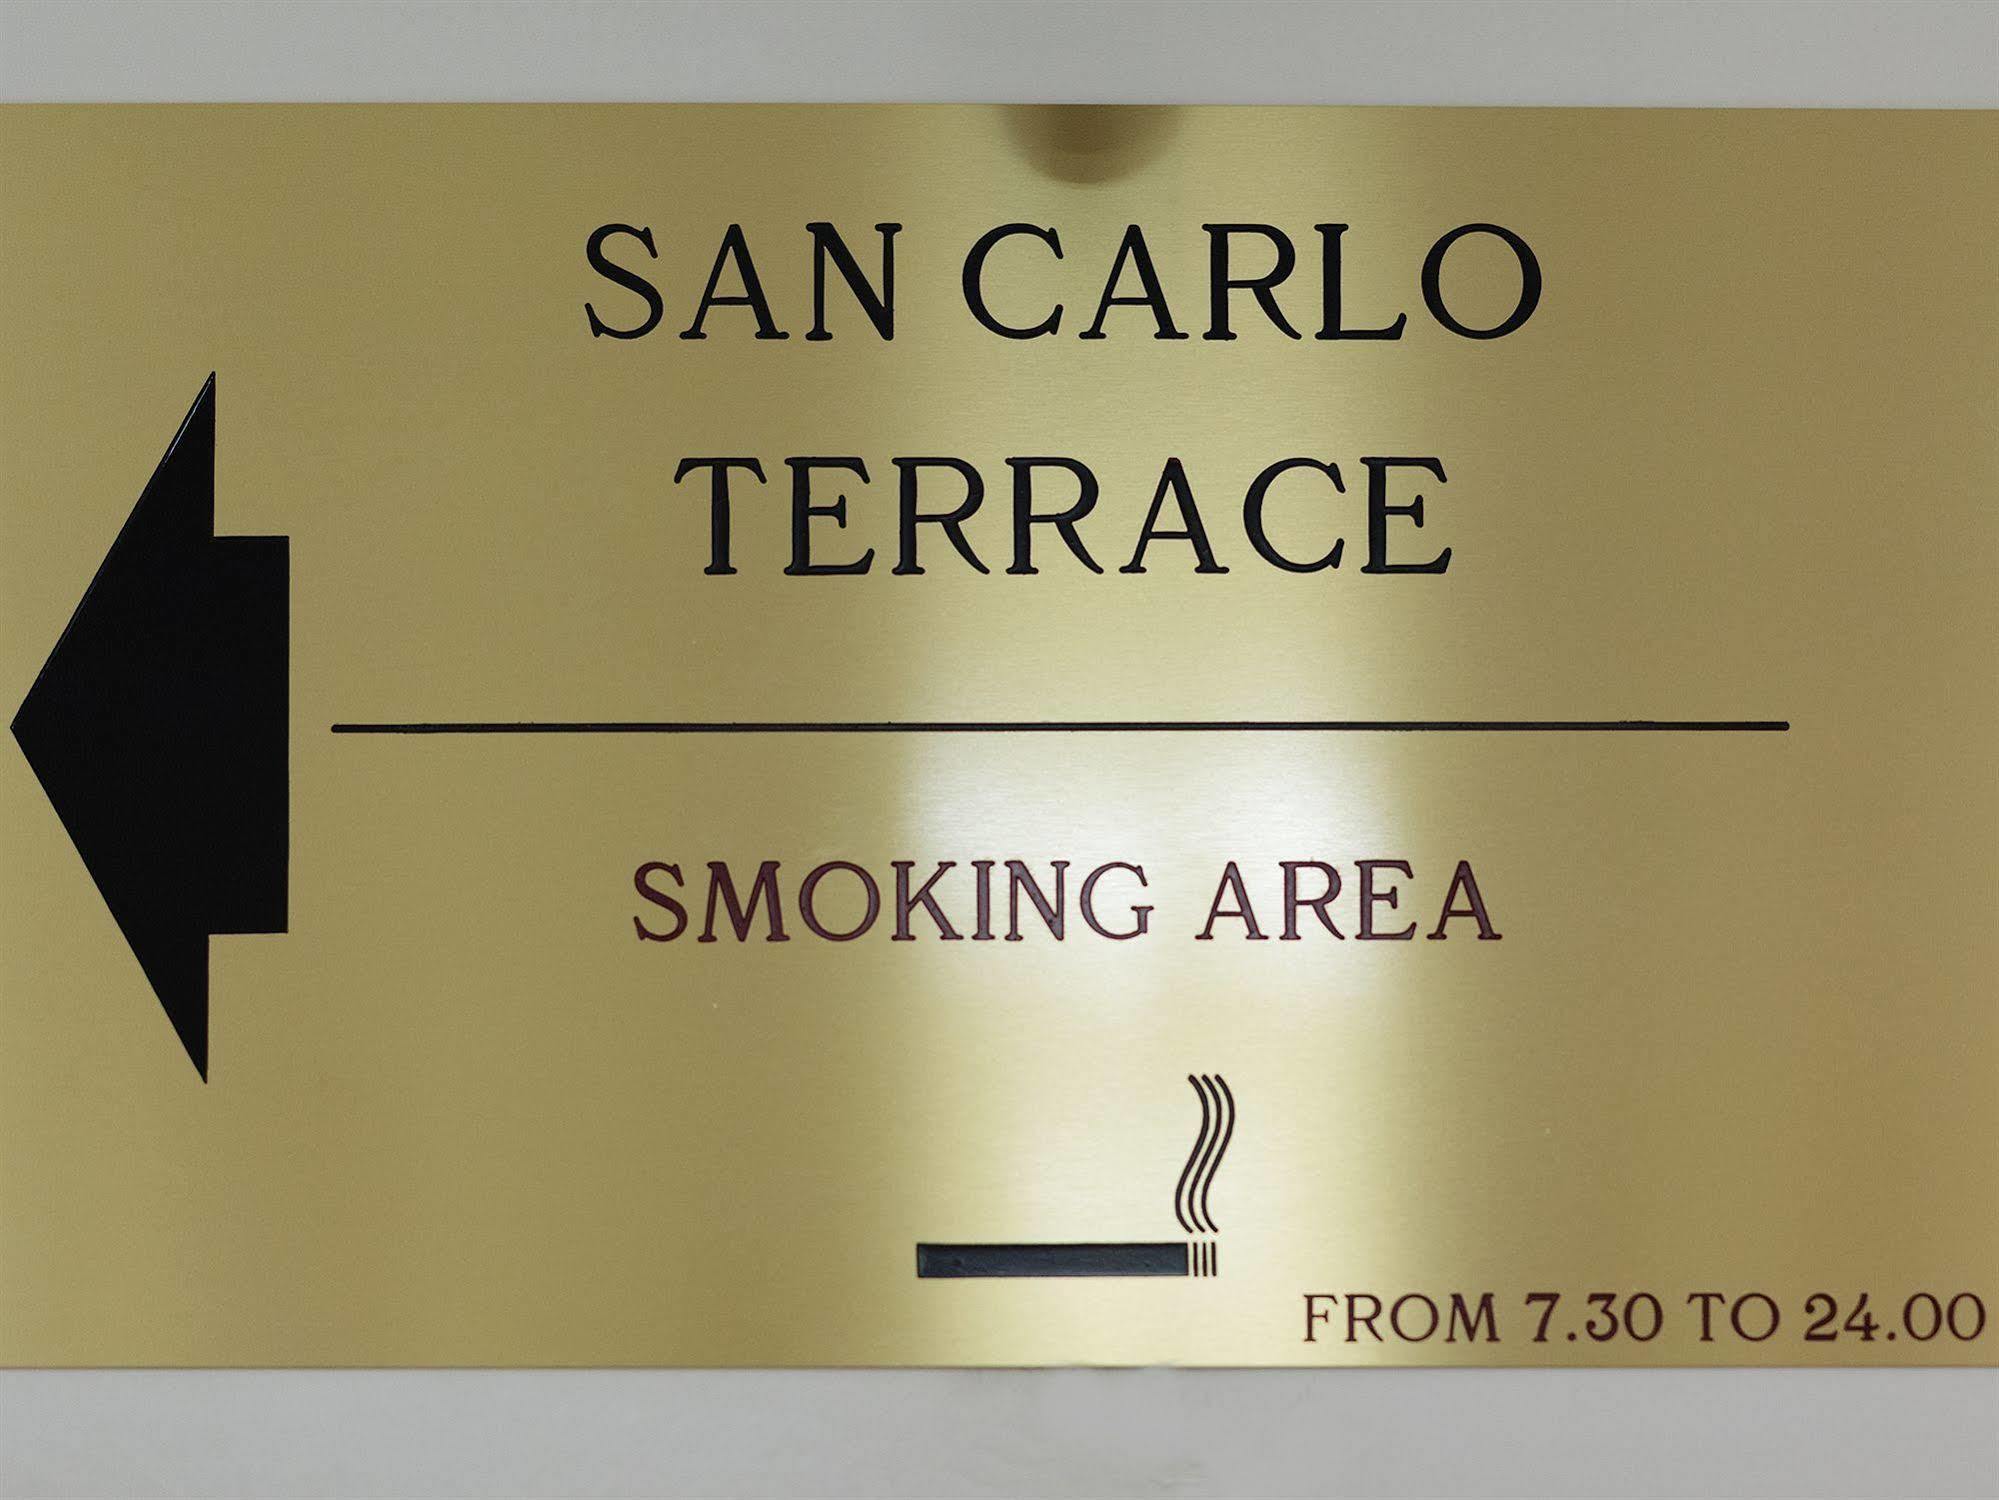 SAN CARLO
TERRACE
SMOKING AREA
FROM 7.30 TO 24.00